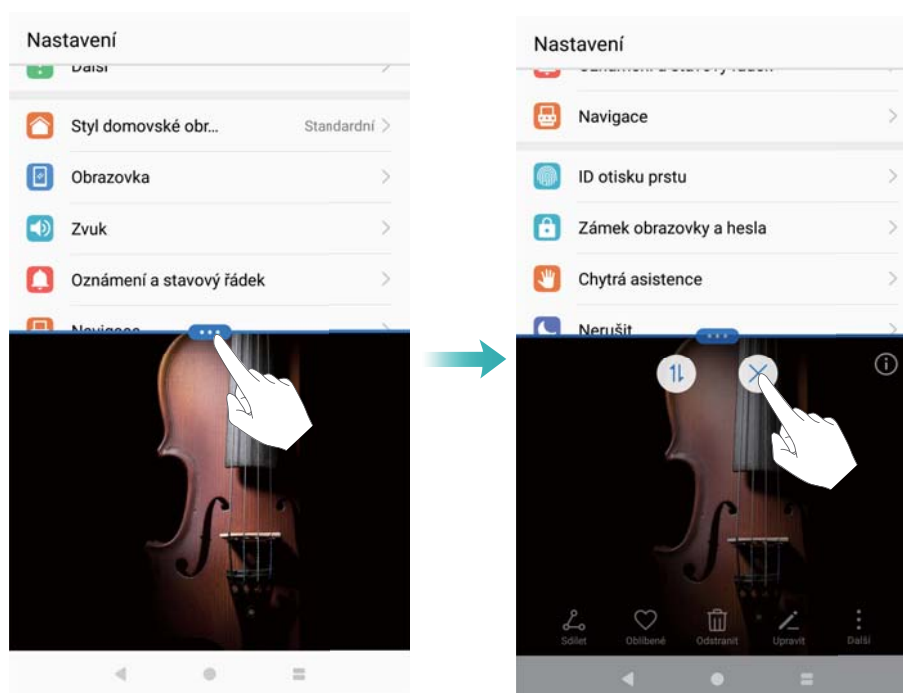 Nastavení
Další
Styl domovské obr...
Standardní
Obrazovka
Zvuk
Oznámení a stavový řádek
Navigace
Nastavení
Oznámení a stavový řádek
Navigace
ID otisku prstu
Zámek obrazovky a hesla
Chytrá asistence
Nerušit
Sdílet
Oblíbené
Odstranit
Upravit
Další